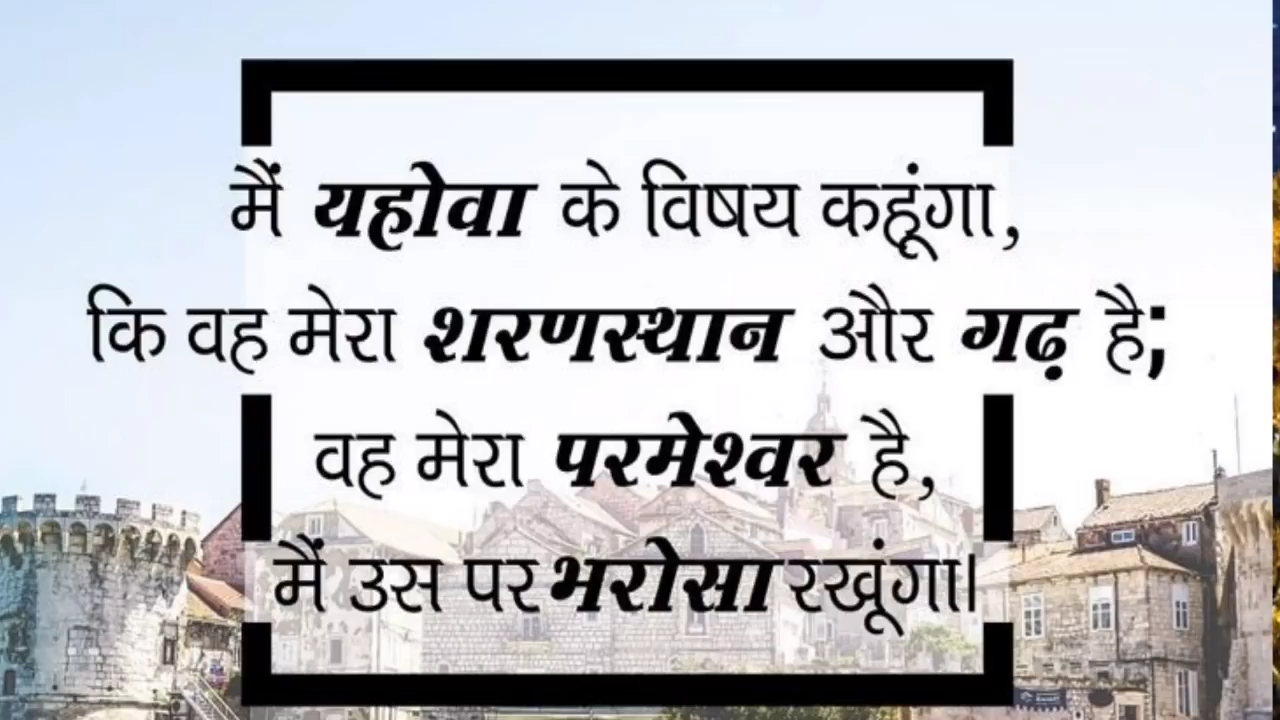 मैं यहोवा के विषय कहूंगा,
कि वह मेरा शरणस्थान और गढ़ है;
वह मेरा परमेश्वर है,
मैं उस पर भरोसा रखूंगा।